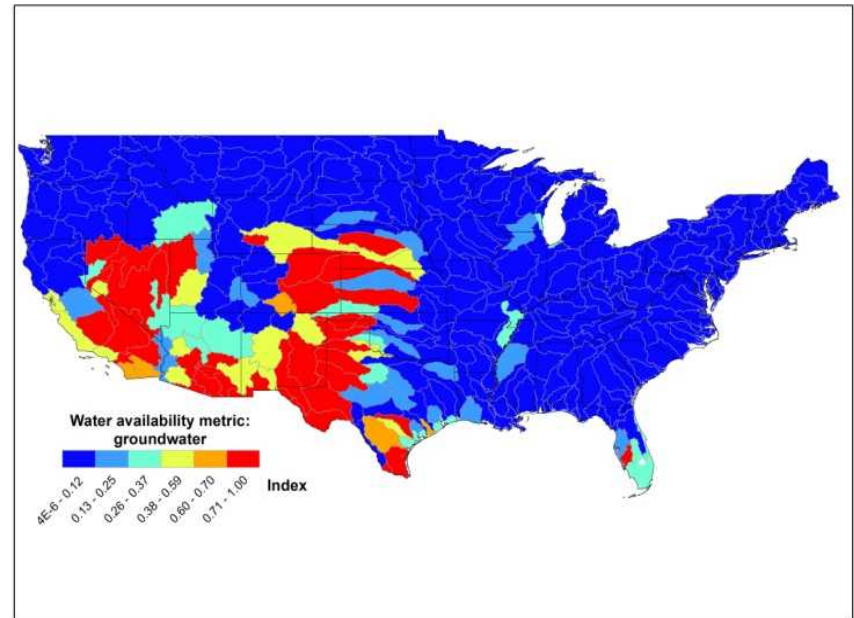 Water availability metric:
groundwater
Index
4E-6 - 0.12
0.13 - 0.25
0.26 - 0.37
0.38 - 0.59
0.60 - 0.70
0.71 - 1.00